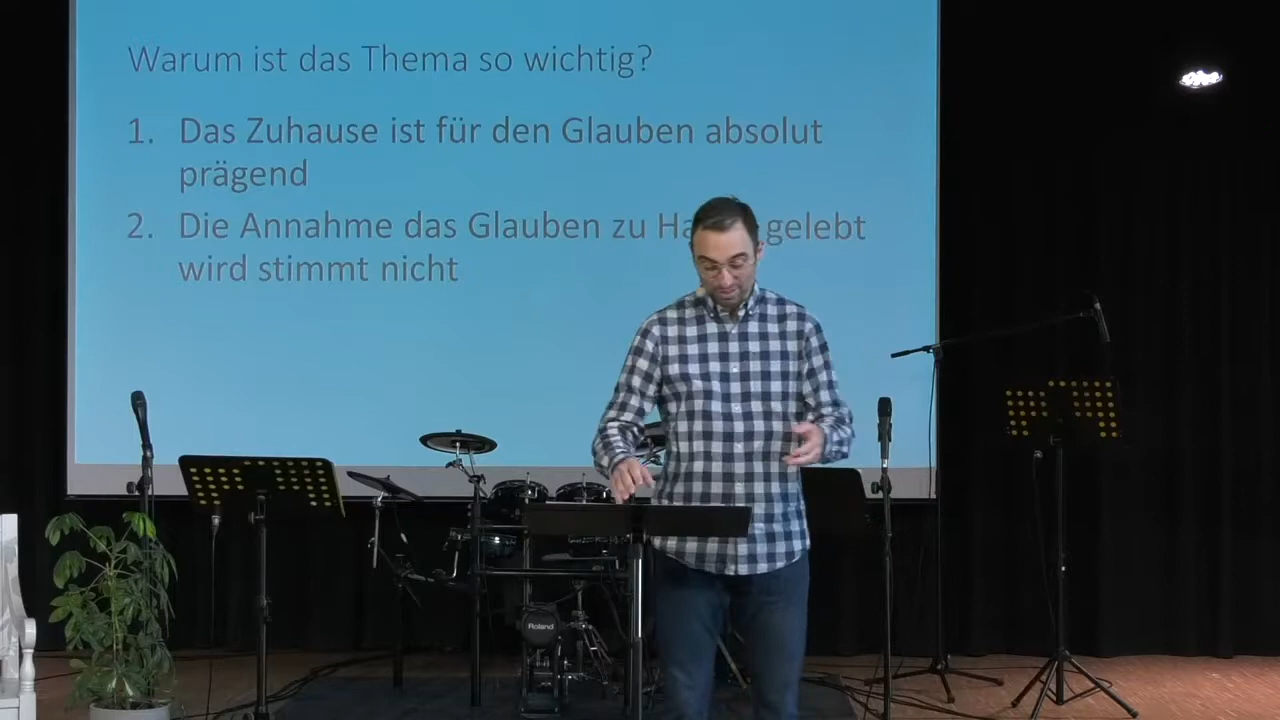 Warum ist das Thema so wichtig?
1. Das Zuhause ist für den Glauben absolut
prägend
2. Die Annahme das Glauben zu gelebt
wird stimmt nicht
Roland